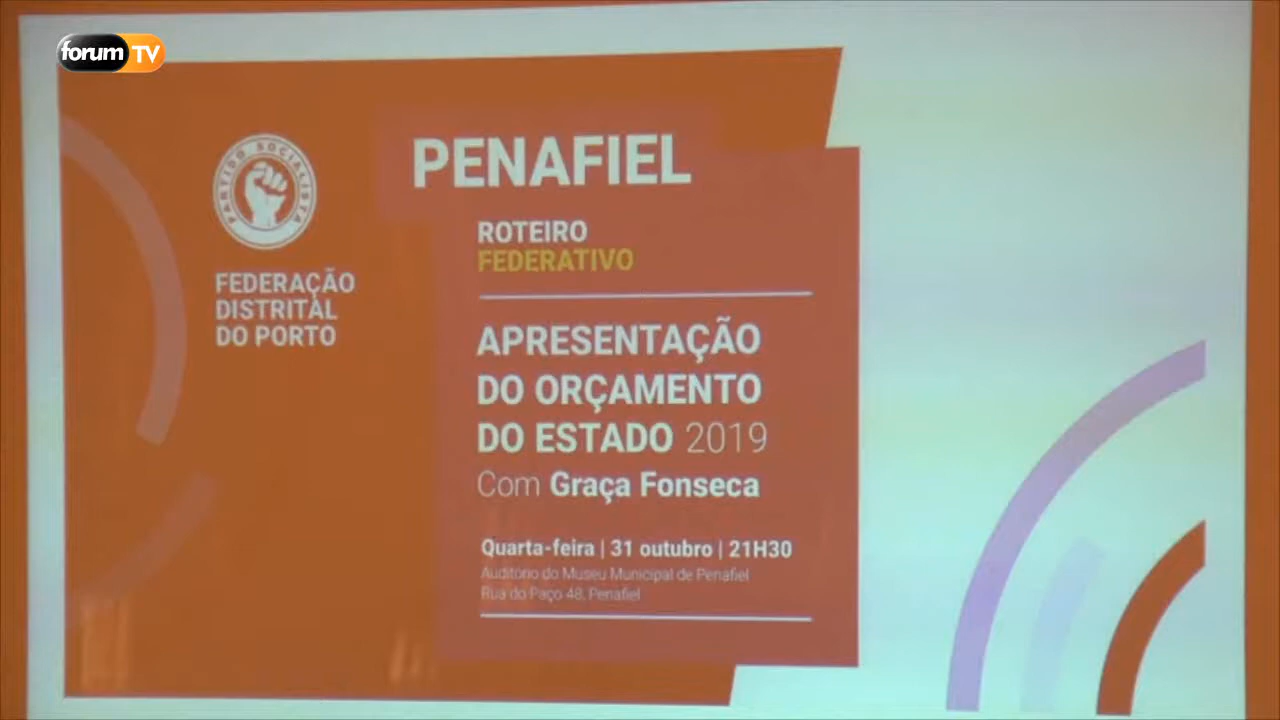 forum TV
PARTIDO SOCIALISTA
FEDERAÇÃO
DISTRITAL
DO PORTO
PENAFIEL
ROTEIRO
FEDERATIVO
APRESENTAÇÃO
DO ORÇAMENTO
DO ESTADO 2019
Com Graça Fonseca
Quarta-feira | 31 outubro | 21H30
Auditório do Museu Municipal de Penafiel
Rua do Paço 48, Penafiel